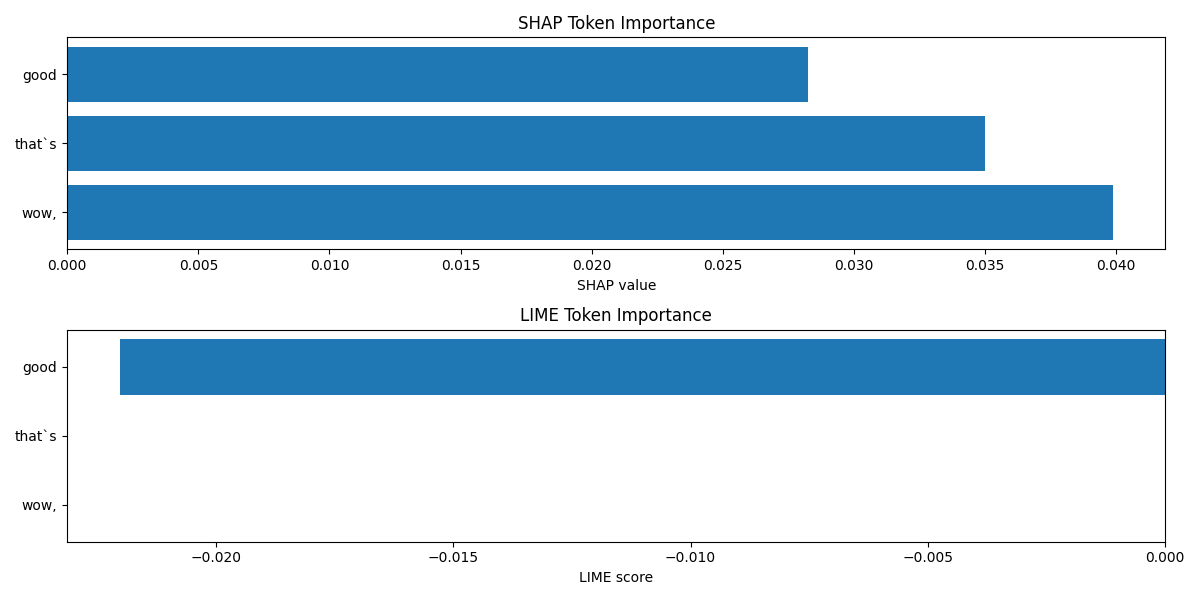 SHAP Token Importance
good
that`s
wow,
0.000 0.005 0.010 0.015 0.020 0.025 0.030 0.035 0.040
SHAP value
LIME Token Importance
good
that`s
wow,
−0.020 −0.015 −0.010 −0.005 0.000
LIME score